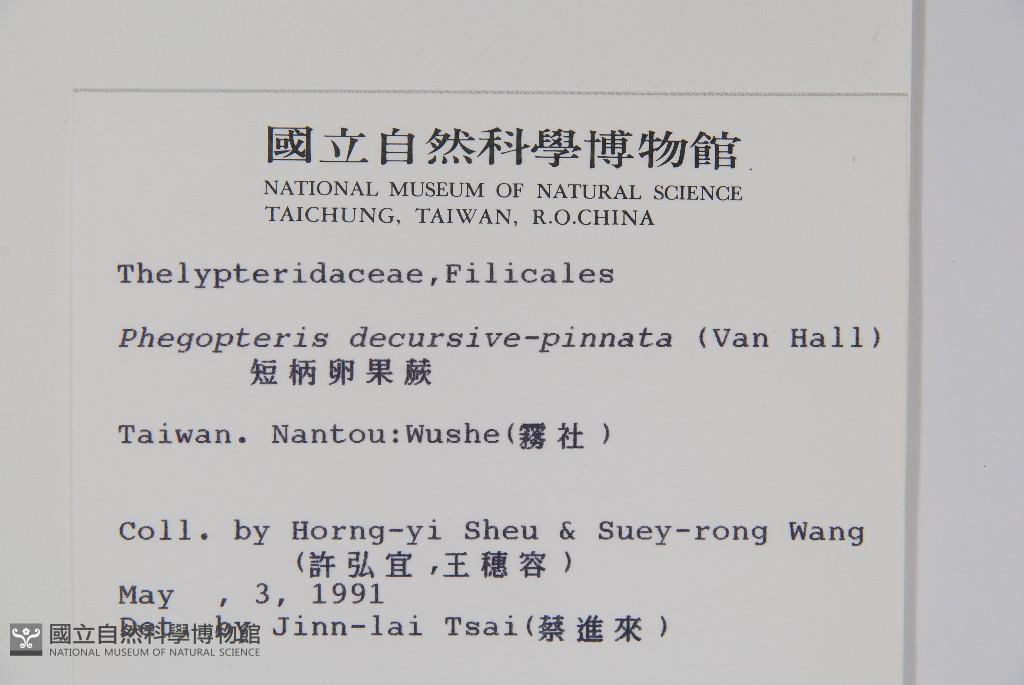 國立自然科學博物館
NATIONAL MUSEUM OF NATURAL SCIENCE
TAICHUNG, TAIWAN, R.O.CHINA
Thelypteridaceae,Filicales
Phegopteris decursive-pinnata (Van Hall)
短柄卵果蕨
Taiwan. Nantou:Wushe(霧社)
Coll. by Horng-yi Sheu & Suey-rong Wang
(許弘宜,王穗容)
May , 3, 1991
Det. by Jinn-lai Tsai(蔡進來)
國立自然科學博物館
NATIONAL MUSEUM OF NATURAL SCIENCE